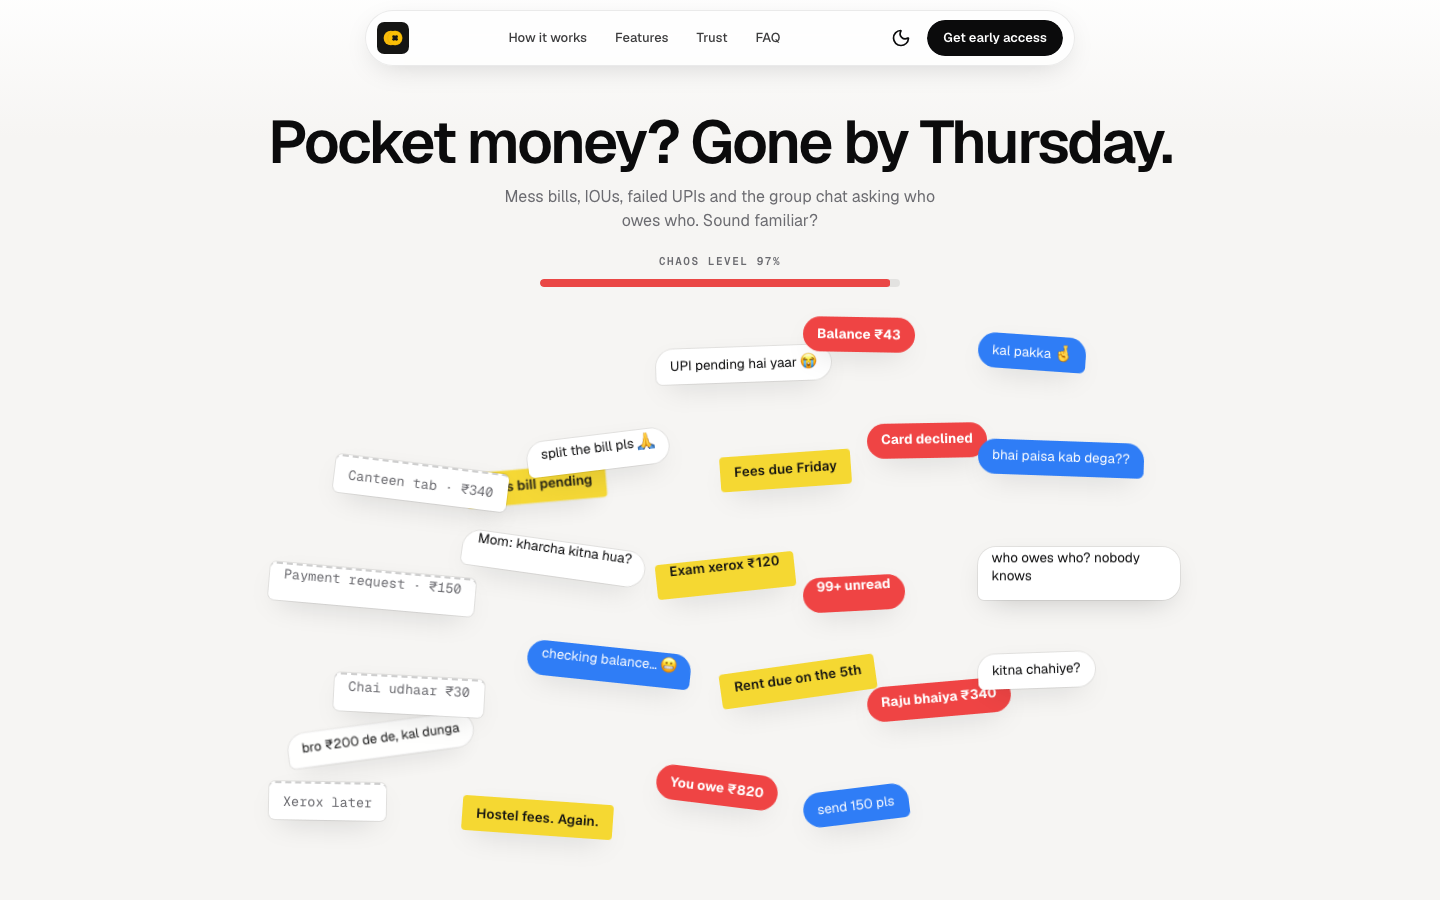 How it works
Features
Trust
FAQ
Get early access
Pocket money? Gone by Thursday.
Mess bills, IOUs, failed UPIs and the group chat asking who
owes who. Sound familiar?
CHAOS LEVEL 97%
Balance ₹43
kal pakka 🤞
UPI pending hai yaar 😭
split the bill pls 🙏
Card declined
bhai paisa kab dega??
Fees due Friday
Canteen tab · ₹340
bill pending
Mom: kharcha kitna hua?
who owes who? nobody
knows
Exam xerox ₹120
Payment request · ₹150
99+ unread
checking balance... 😬
kitna chahiye?
Rent due on the 5th
Chai udhaar ₹30
Raju bhaiya ₹340
bro ₹200 de de, kal dunga
You owe ₹820
Xerox later
send 150 pls
Hostel fees. Again.